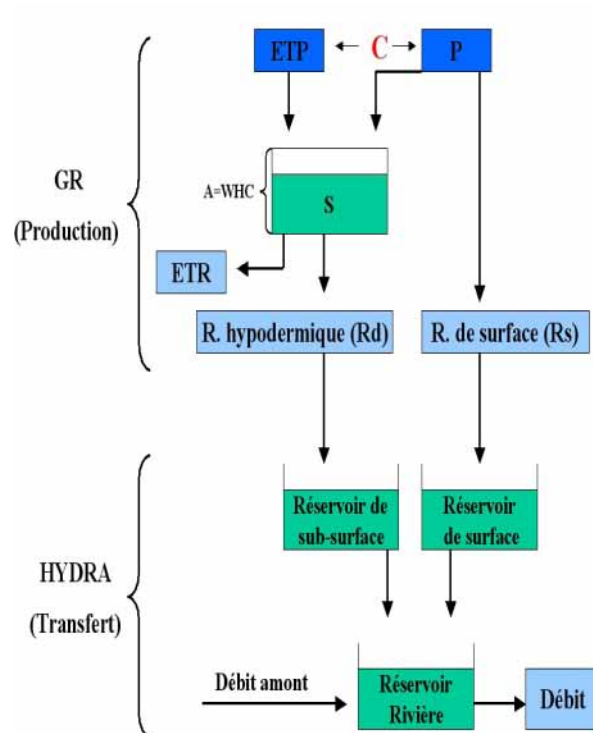 ETP
C
P
GR
(Production)
A=WHC
S
ETR
R. hypodermique (Rd)
R. de surface (Rs)
Réservoir de
sub-surface
Réservoir
de surface
HYDRA
(Transfert)
Débit amont
Réservoir
Rivière
Débit